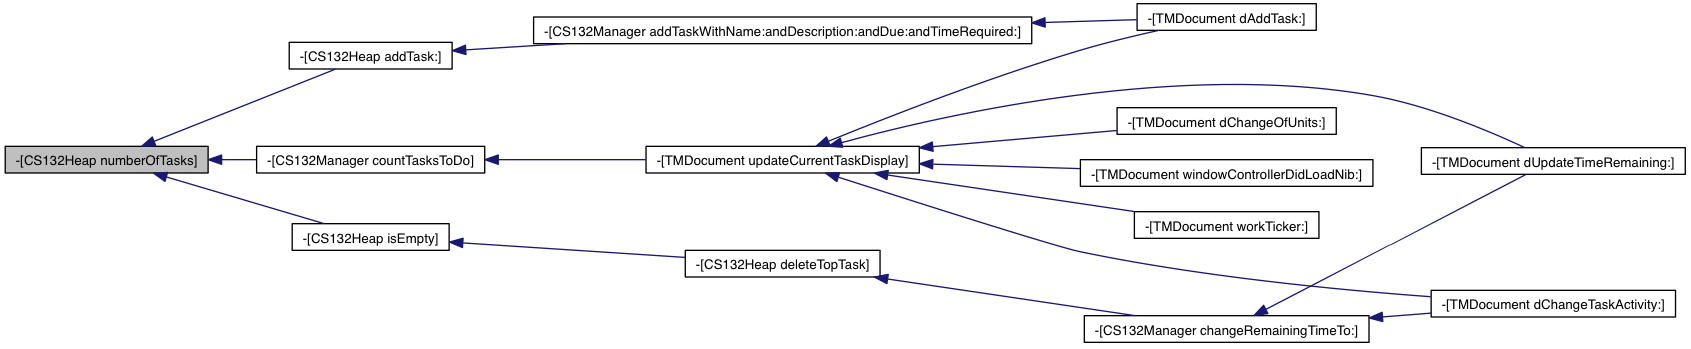 -[TMDocument dAddTask:]
-[CS132Manager addTaskWithName:andDescription:andDue:andTimeRequired:]
-[CS132Heap addTask:]
-[TMDocument dChangeOfUnits:]
-[CS132Heap numberOfTasks]
-[CS132Manager countTasksToDo]
-[TMDocument updateCurrentTaskDisplay]
-[TMDocument dUpdateTimeRemaining:]
-[TMDocument windowControllerDidLoadNib:]
-[TMDocument workTicker:]
-[CS132Heap isEmpty]
-[CS132Heap deleteTopTask]
-[TMDocument dChangeTaskActivity:]
-[CS132Manager changeRemainingTimeTo:]